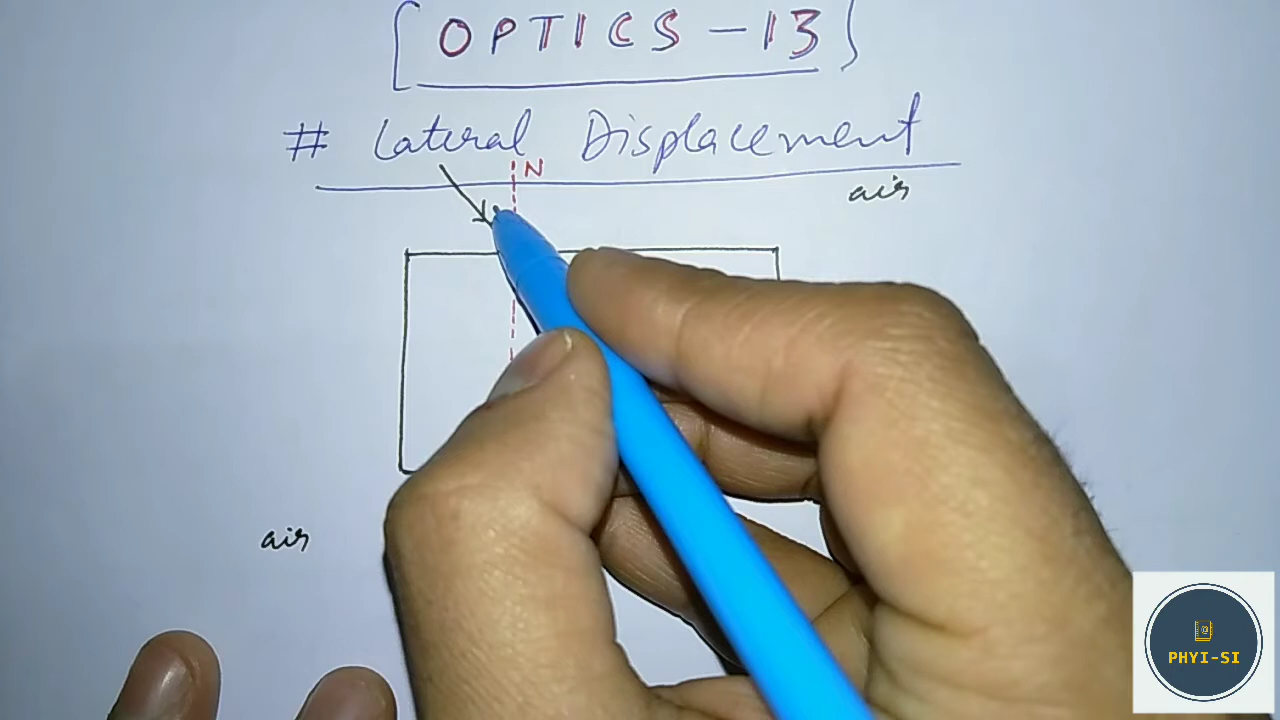 OPTICS - 13
# Lateral Displacement
N
air
air
PHYI-SI